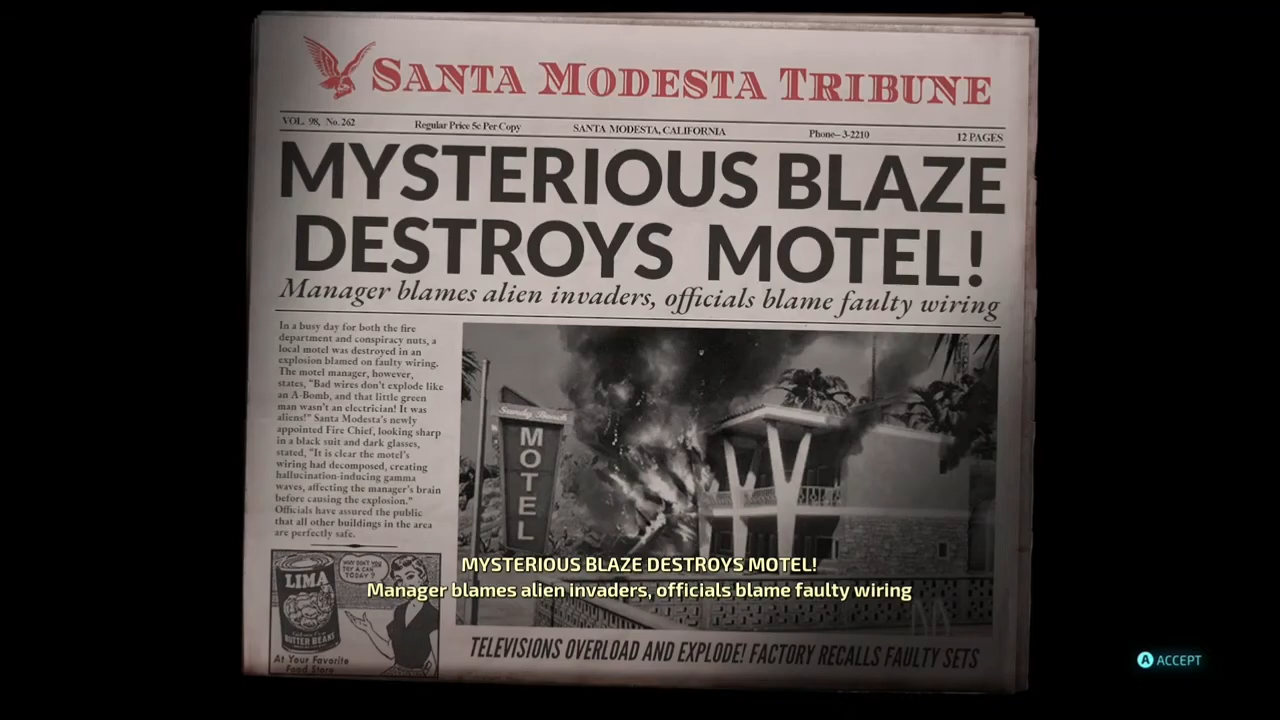 SANTA MODESTA TRIBUNE
VOL. 98, No. 262 Regular Price 5c Per Copy SANTA MODESTA, CALIFORNIA Phone—3-2210 12 PAGES
MYSTERIOUS BLAZE
DESTROYS MOTEL!
Manager blames alien invaders, officials blame faulty wiring
In a busy day for both the fire
department and conspiracy nuts, a
local motel was destroyed in an
explosion blamed on faulty wiring.
The motel manager, however,
states, "Bad wires don't explode like
an A-Bomb, and that little green
man wasn't an electrician! It was
aliens!" Santa Modesta's newly
appointed Fire Chief, looking sharp
in a black suit and dark glasses,
stated, "It is clear the motel's
wiring had decomposed, creating
hallucination-inducing gamma
waves, affecting the manager's brain
before causing the explosion."
Officials have assured the public
that all other buildings in the area
are perfectly safe.
MOTEL
LIMA
BUTTER BEANS
WHY DON'T YOU
TRY A CAN
TODAY?
At Your Favorite
Food Store
MYSTERIOUS BLAZE DESTROYS MOTEL!
Manager blames alien invaders, officials blame faulty wiring
TELEVISIONS OVERLOAD AND EXPLODE! FACTORY RECALLS FAULTY SETS
A ACCEPT